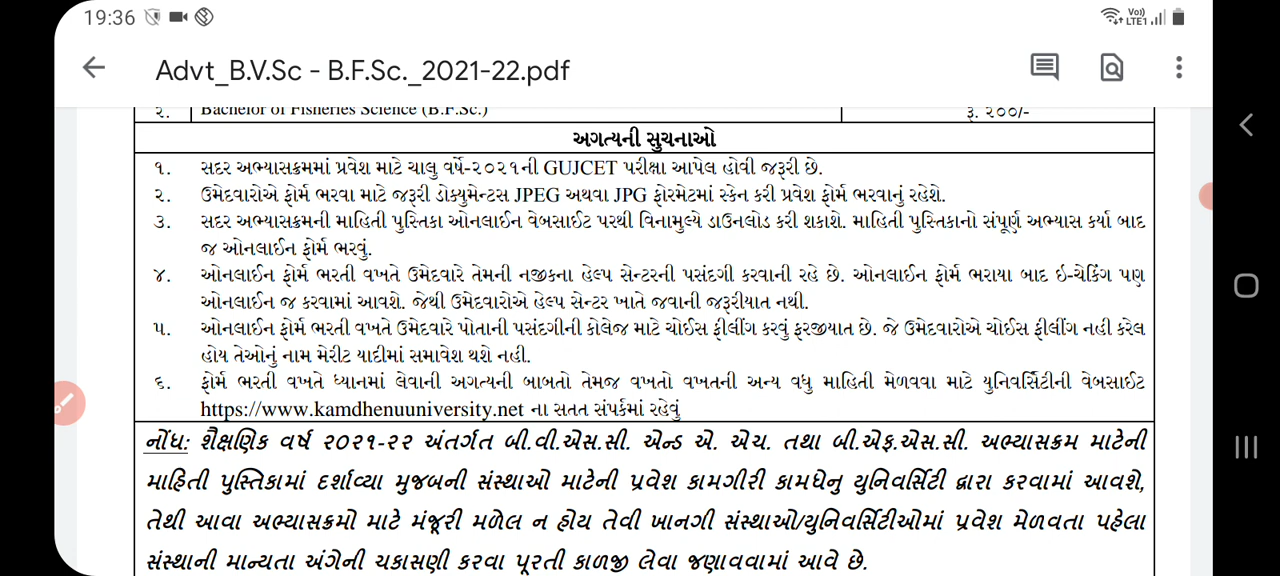 19:36
Vo) LTE1
Advt_B.V.Sc - B.F.Sc._2021-22.pdf
૨. Bachelor of Fisheries Science (B.F.Sc.) રૂ. ૨૦૦/-
અગત્યની સુચનાઓ
૧. સદર અભ્યાસક્રમમાં પ્રવેશ માટે ચાલુ વર્ષે-૨૦૨૧ની GUJCET પરીક્ષા આપેલ હોવી જરૂરી છે.
૨. ઉમેદવારોએ ફોર્મ ભરવા માટે જરૂરી ડોક્યુમેન્ટસ JPEG અથવા JPG ફોરમેટમાં સ્કેન કરી પ્રવેશ ફોર્મ ભરવાનું રહેશે.
૩. સદર અભ્યાસક્રમની માહિતી પુસ્તિકા ઓનલાઈન વેબસાઈટ પરથી વિનામુલ્યે ડાઉનલોડ કરી શકાશે. માહિતી પુસ્તિકાનો સંપૂર્ણ અભ્યાસ કર્યા બાદ
જ ઓનલાઈન ફોર્મ ભરવું.
૪. ઓનલાઈન ફોર્મ ભરતી વખતે ઉમેદવારે તેમની નજીકના હેલ્પ સેન્ટરની પસંદગી કરવાની રહે છે. ઓનલાઈન ફોર્મ ભરાયા બાદ ઇ-ચેકિંગ પણ
ઓનલાઈન જ કરવામાં આવશે. જેથી ઉમેદવારોએ હેલ્પ સેન્ટર ખાતે જવાની જરૂરીયાત નથી.
૫. ઓનલાઈન ફોર્મ ભરતી વખતે ઉમેદવારે પોતાની પસંદગીની કોલેજ માટે ચોઈસ ફીલીંગ કરવું ફરજીયાત છે. જે ઉમેદવારોએ ચોઈસ ફીલીંગ નહી કરેલ
હોય તેઓનું નામ મેરીટ યાદીમાં સમાવેશ થશે નહી.
૬. ફોર્મ ભરતી વખતે ધ્યાનમાં લેવાની અગત્યની બાબતો તેમજ વખતો વખતની અન્ય વધુ માહિતી મેળવવા માટે યુનિવર્સિટીની વેબસાઈટ
https://www.kamdhenuuniversity.net ના સતત સંપર્કમાં રહેવું
નોંધ: શૈક્ષણિક વર્ષ ૨૦૨૧-૨૨ અંતર્ગત બી.વી.એસ.સી. એન્ડ એ. એચ. તથા બી.એફ.એસ.સી. અભ્યાસક્રમ માટેની
માહિતી પુસ્તિકામાં દર્શાવ્યા મુજબની સંસ્થાઓ માટેની પ્રવેશ કામગીરી કામધેનુ યુનિવર્સિટી દ્વારા કરવામાં આવશે,
તેથી આવા અભ્યાસક્રમો માટે મંજૂરી મળેલ ન હોય તેવી ખાનગી સંસ્થાઓ/યુનિવર્સિટીઓમાં પ્રવેશ મેળવતા પહેલા
સંસ્થાની માન્યતા અંગેની ચકાસણી કરવા પૂરતી કાળજી લેવા જણાવવામાં આવે છે.